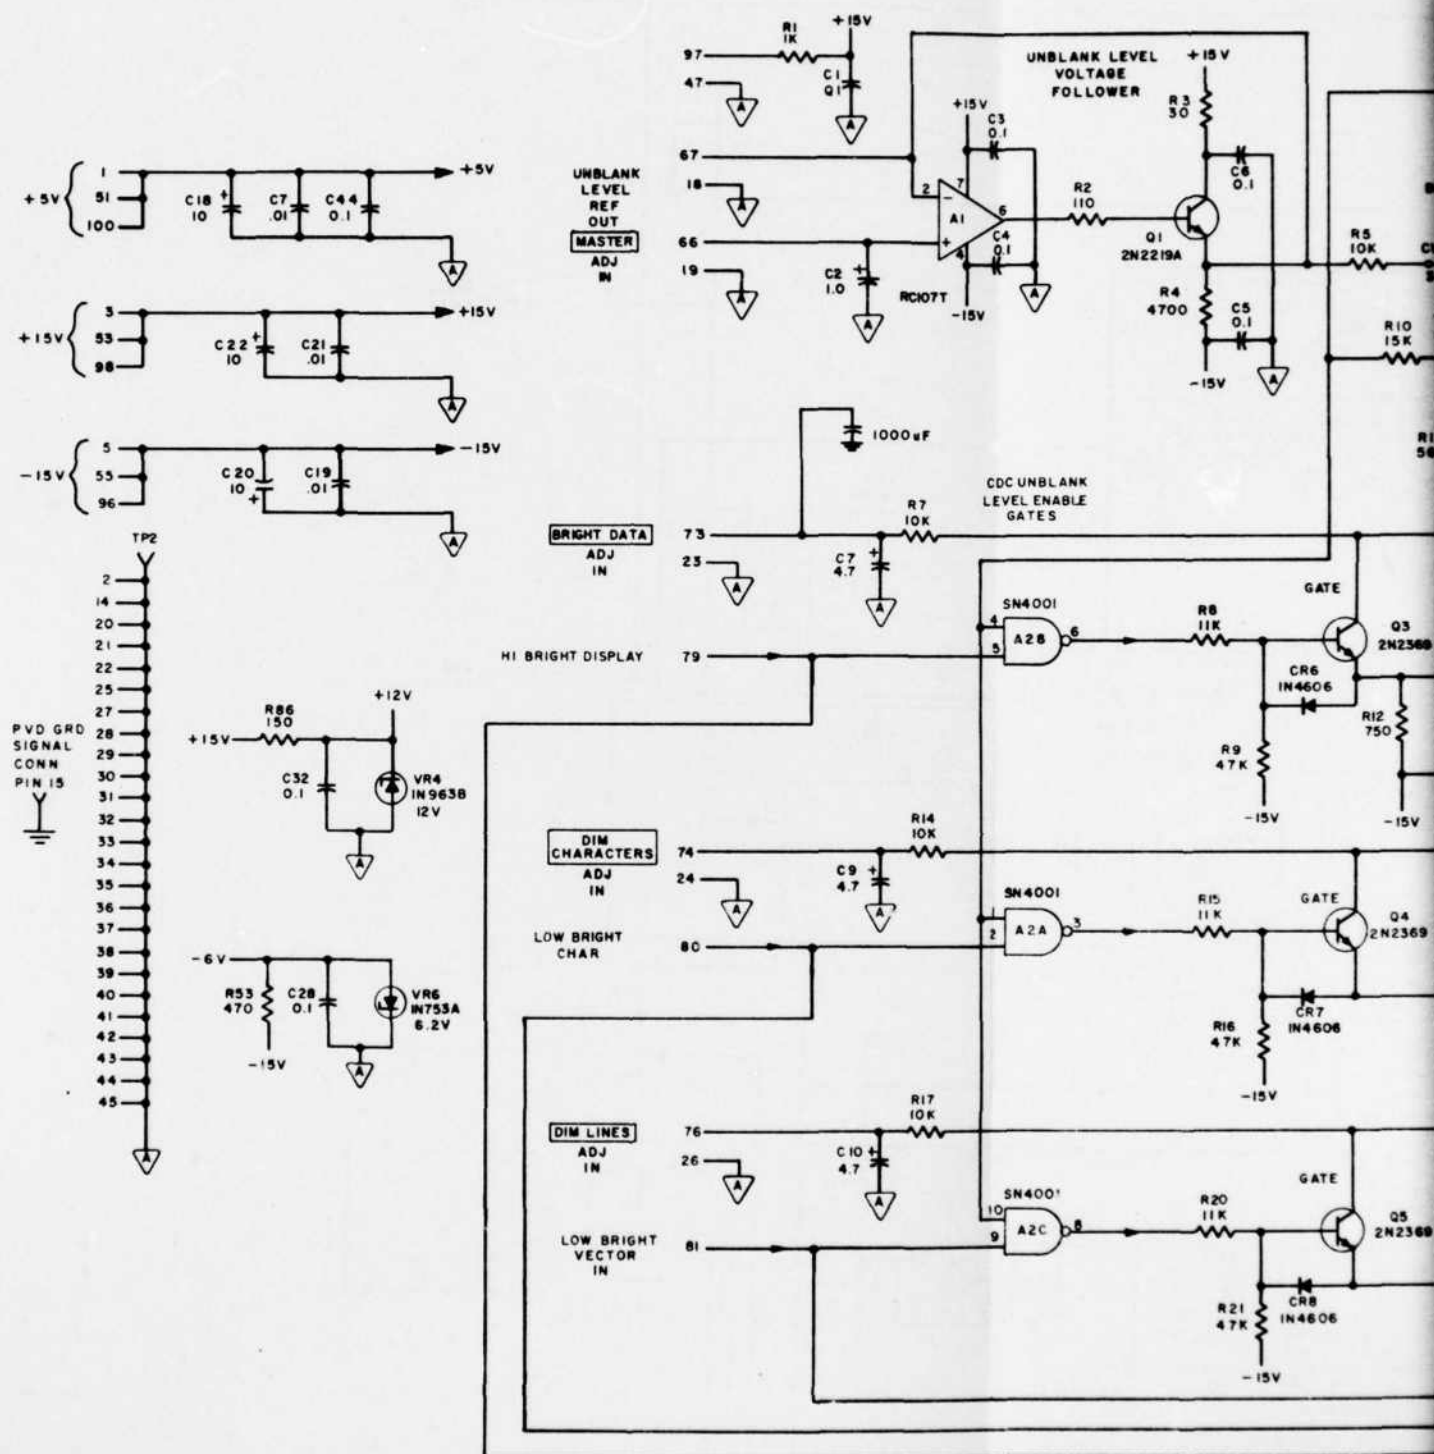 +5V
1
51
100
C18
10
+
C7
.01
C44
0.1
+5V
A
+15V
3
53
98
C22
10
+
C21
.01
+15V
A
-15V
5
55
96
C20
10
+
C19
.01
-15V
A
TP2
2
14
20
21
22
25
27
28
29
30
31
32
33
34
35
36
37
38
39
40
41
42
43
44
45
A
PVD GRD
SIGNAL
CONN
PIN 15
+15V
R86
150
+12V
C32
0.1
VR4
IN963B
12V
A
-6V
R53
470
-15V
C28
0.1
VR6
IN753A
6.2V
A
97
47
A
R1
1K
+15V
C1
A
UNBLANK
LEVEL
REF
OUT
MASTER
ADJ
IN
67
18
A
66
19
A
C2
1.0
+
A
+15V
C3
0.1
2
-
7
A1
6
+
4
C4
0.1
-15V
RC107T
A
R2
110
UNBLANK LEVEL
VOLTAGE
FOLLOWER
+15V
R3
30
C6
0.1
Q1
2N2219A
R4
4700
C5
0.1
-15V
A
R5
10K
R10
15K
1000uF
BRIGHT DATA
ADJ
IN
73
23
A
C7
4.7
+
A
R7
10K
CDC UNBLANK
LEVEL ENABLE
GATES
HI BRIGHT DISPLAY
79
SN4001
4
5
A2B
6
R8
11K
GATE
Q3
2N2369
CR6
IN4606
R9
47K
-15V
R12
750
-15V
DIM
CHARACTERS
ADJ
IN
74
24
A
C9
4.7
+
A
R14
10K
LOW BRIGHT
CHAR
80
SN4001
1
2
A2A
3
R15
11K
GATE
Q4
2N2369
CR7
IN4606
R16
47K
-15V
DIM LINES
ADJ
IN
76
26
A
C10
4.7
+
A
R17
10K
LOW BRIGHT
VECTOR
IN
81
SN4001
10
9
A2C
8
R20
11K
GATE
Q5
2N2369
CR8
IN4606
R21
47K
-15V